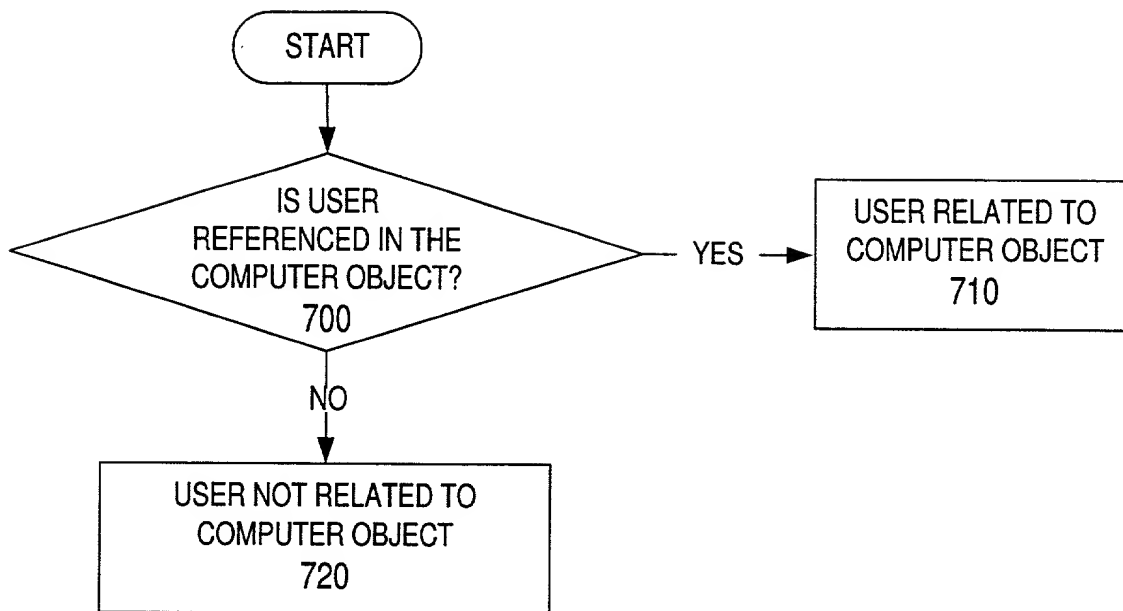 START
IS USER
REFERENCED IN THE
COMPUTER OBJECT?
700
YES
USER RELATED TO
COMPUTER OBJECT
710
NO
USER NOT RELATED TO
COMPUTER OBJECT
720